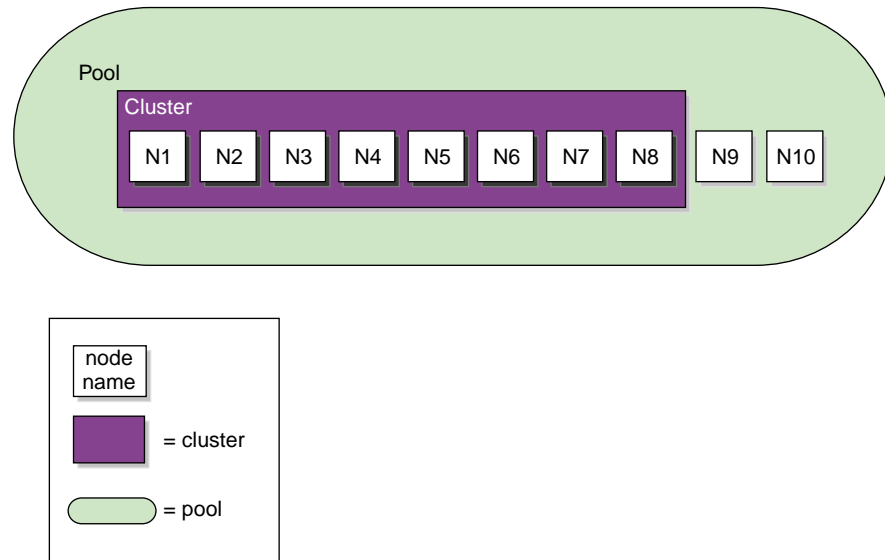 Pool
Cluster
N1 N2 N3 N4 N5 N6 N7 N8 N9 N10
node
name
= cluster
= pool